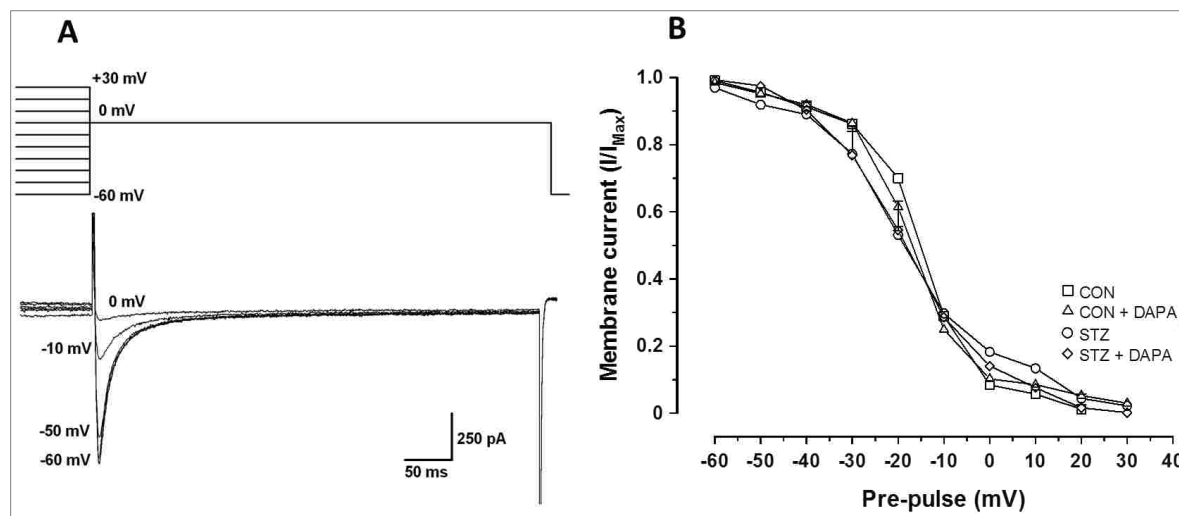 A
+30 mV
0 mV
-60 mV
0 mV
-10 mV
-50 mV
-60 mV
250 pA
50 ms
B
Membrane current (I/I_Max)
1.0
0.8
0.6
0.4
0.2
0
CON
CON + DAPA
STZ
STZ + DAPA
-60 -50 -40 -30 -20 -10 0 10 20 30 40
Pre-pulse (mV)